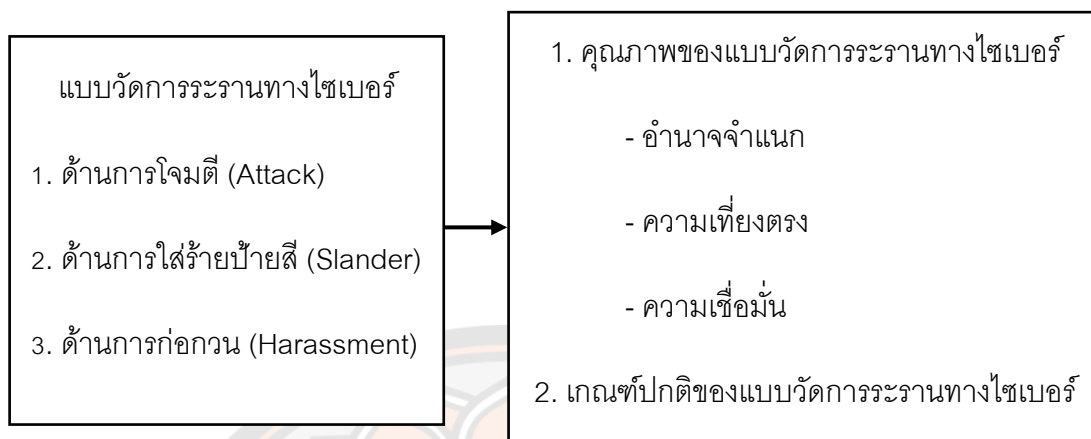 แบบวัดการระรานทางไซเบอร์
1. ด้านการโจมตี (Attack)
2. ด้านการใส่ร้ายป้ายสี (Slander)
3. ด้านการก่อกวน (Harassment)
1. คุณภาพของแบบวัดการระรานทางไซเบอร์
- อำนาจจำแนก
- ความเที่ยงตรง
- ความเชื่อมั่น
2. เกณฑ์ปกติของแบบวัดการระรานทางไซเบอร์